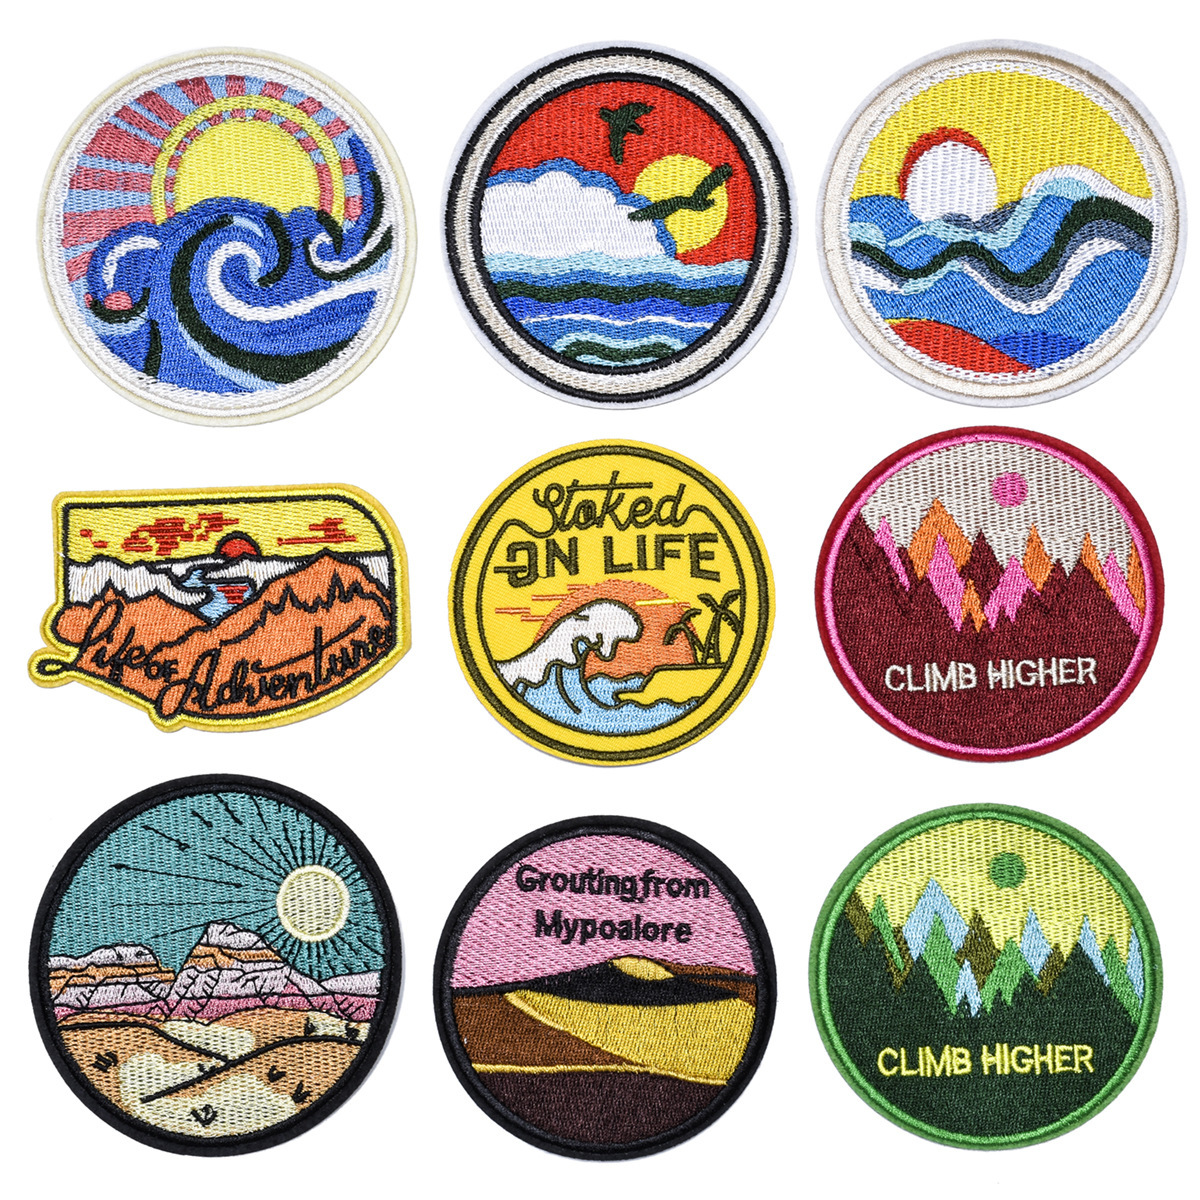 Stoked
ON LIFE
Life OF Adventure
CLIMB HIGHER
Grouting from
Mypoalore
CLIMB HIGHER